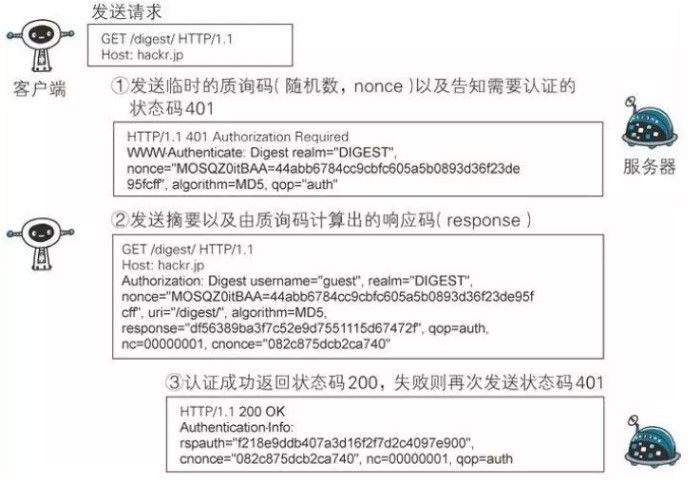 发送请求
GET /digest/ HTTP/1.1
Host: hackr.jp
客户端
①发送临时的质询码(随机数，nonce)以及告知需要认证的
状态码401
HTTP/1.1 401 Authorization Required
WWW-Authenticate: Digest realm="DIGEST",
nonce="MOSQZ0itBAA=44abb6784cc9cbfc605a5b0893d36f23de
95fcff", algorithm=MD5, qop="auth"
服务器
②发送摘要以及由质询码计算出的响应码(response)
GET /digest/ HTTP/1.1
Host: hackr.jp
Authorization: Digest username="guest", realm="DIGEST",
nonce="MOSQZ0itBAA=44abb6784cc9cbfc605a5b0893d36f23de95f
cff", uri="/digest/", algorithm=MD5,
response="df56389ba3f7c52e9d7551115d67472f", qop=auth,
nc=00000001, cnonce="082c875dcb2ca740"
③认证成功返回状态码200，失败则再次发送状态码401
HTTP/1.1 200 OK
Authentication-Info:
rspauth="f218e9ddb407a3d16f2f7d2c4097e900",
cnonce="082c875dcb2ca740", nc=00000001, qop=auth